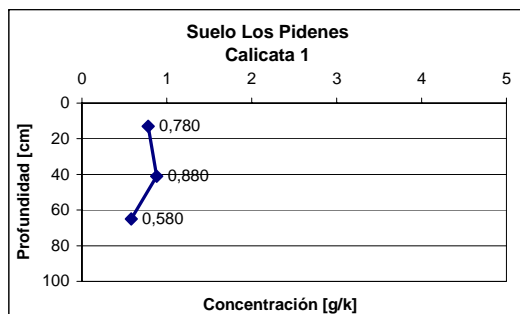 Suelo Los Pidenes
Calicata 1
0 1 2 3 4 5
0
20
40
60
80
100
Profundidad [cm]
0,780
0,880
0,580
Concentración [g/k]